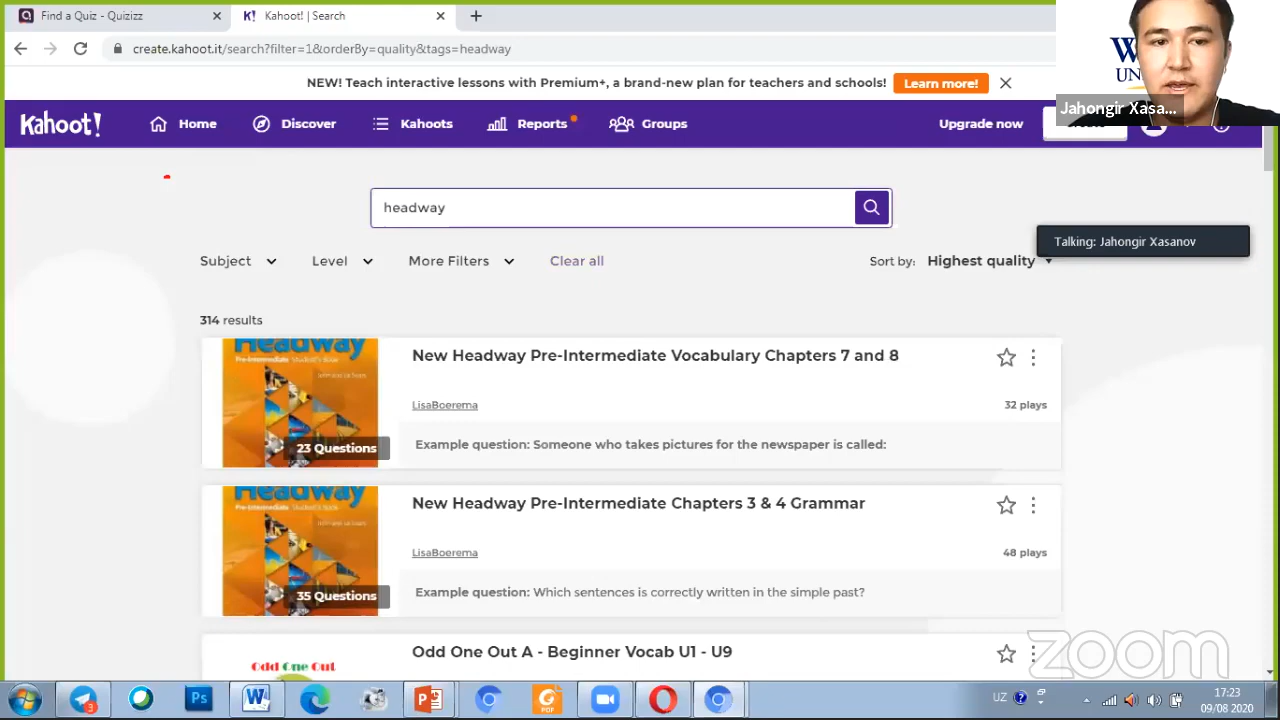 Find a Quiz - Quizizz
K! Kahoot! | Search
create.kahoot.it/search?filter=1&orderBy=quality&tags=headway
NEW! Teach interactive lessons with Premium+, a brand-new plan for teachers and schools! Learn more!
Jahongir Xasa...
Kahoot! Home Discover Kahoots Reports Groups Upgrade now
headway
Talking: Jahongir Xasanov
Subject Level More Filters Clear all Sort by: Highest quality
314 results
Headway
New Headway Pre-Intermediate Vocabulary Chapters 7 and 8
LisaBoerema 32 plays
23 Questions
Example question: Someone who takes pictures for the newspaper is called:
Headway
New Headway Pre-Intermediate Chapters 3 & 4 Grammar
LisaBoerema 48 plays
35 Questions
Example question: Which sentences is correctly written in the simple past?
Odd One Out
Odd One Out A - Beginner Vocab U1 - U9
zoom
3
Ps
W
P
PDF
UZ
17:23
09/08/2020